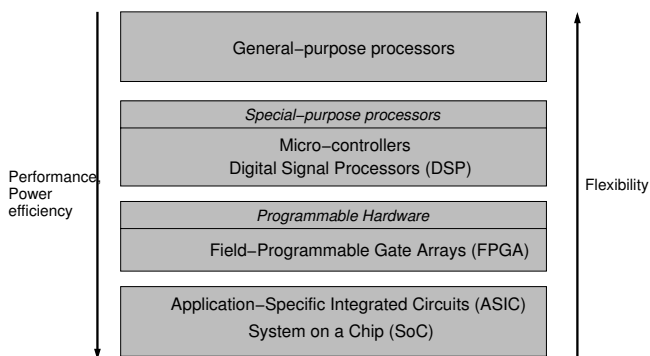 General−purpose processors
Special−purpose processors
Micro−controllers
Digital Signal Processors (DSP)
Performance,
Power
efficiency
Flexibility
Programmable Hardware
Field−Programmable Gate Arrays (FPGA)
Application−Specific Integrated Circuits (ASIC)
System on a Chip (SoC)